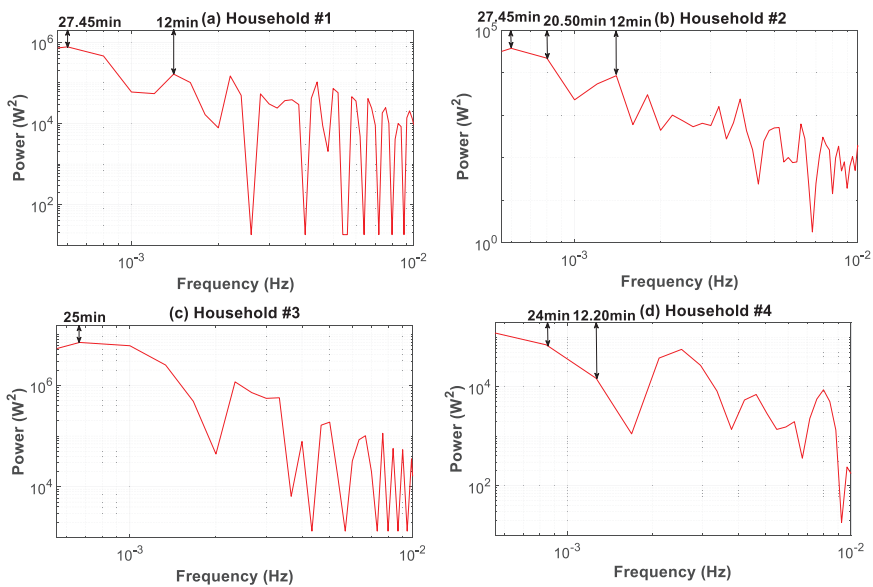 (a) Household #1
27.45min 12min
10^6
10^4
10^2
Power (W^2)
10^-3 10^-2
Frequency (Hz)
(b) Household #2
27.45min 20.50min 12min
10^5
10^0
Power (W^2)
10^-3 10^-2
Frequency (Hz)
(c) Household #3
25min
10^6
10^4
Power (W^2)
10^-3 10^-2
Frequency (Hz)
(d) Household #4
24min 12.20min
10^4
10^2
Power (W^2)
10^-3 10^-2
Frequency (Hz)